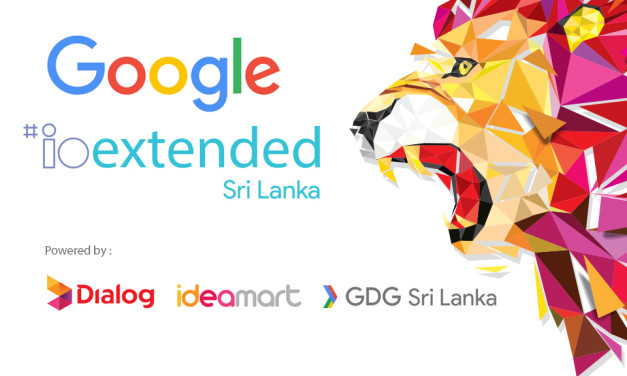 Google
#ioextended
Sri Lanka
Powered by :
Dialog
ideamart
GDG Sri Lanka